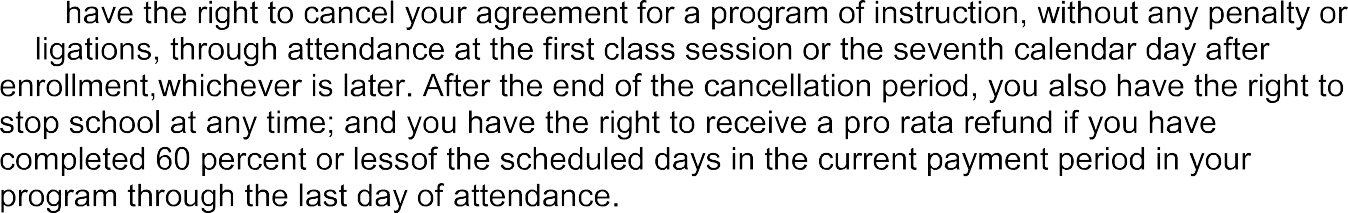 have the right to cancel your agreement for a program of instruction, without any penalty or
ligations, through attendance at the first class session or the seventh calendar day after
enrollment,whichever is later. After the end of the cancellation period, you also have the right to
stop school at any time; and you have the right to receive a pro rata refund if you have
completed 60 percent or lessof the scheduled days in the current payment period in your
program through the last day of attendance.